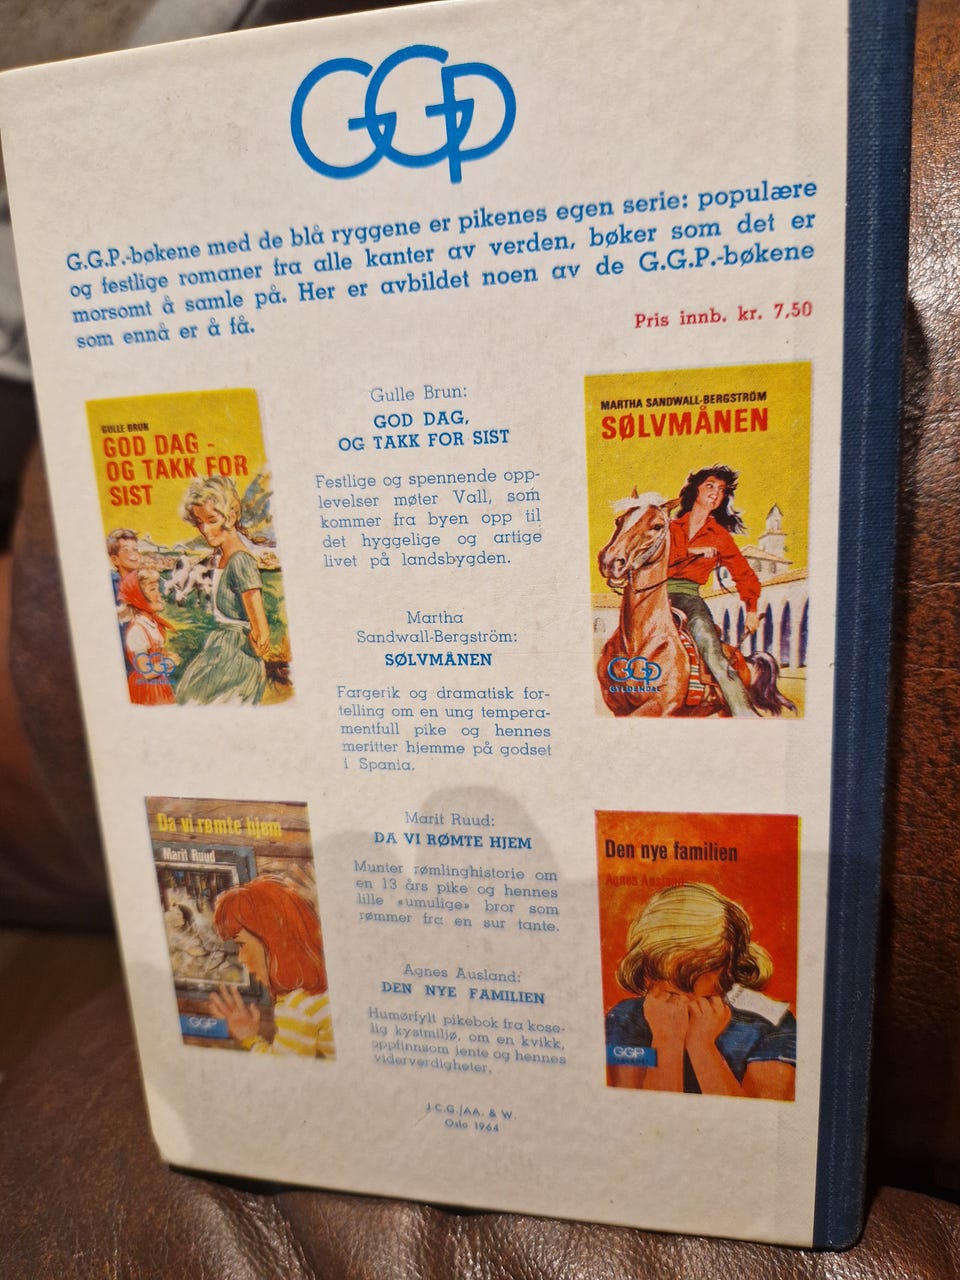 GGP
G.G.P.-bøkene med de blå ryggene er pikenes egen serie: populære
og festlige romaner fra alle kanter av verden, bøker som det er
morsomt å samle på. Her er avbildet noen av de G.G.P.-bøkene
som ennå er å få.
Pris innb. kr. 7,50
GULLE BRUN
GOD DAG -
OG TAKK FOR
SIST
GGP
Gulle Brun:
GOD DAG,
OG TAKK FOR SIST
Festlige og spennende opp-
levelser møter Vall, som
kommer fra byen opp til
det hyggelige og artige
livet på landsbygden.
MARTHA SANDWALL-BERGSTRÖM
SØLVMÅNEN
GGP
GYLDENDAL
Martha
Sandwall-Bergström:
SØLVMÅNEN
Fargerik og dramatisk for-
telling om en ung tempera-
mentfull pike og hennes
meritter hjemme på godset
i Spania.
Da vi rømte hjem
Marit Ruud
GGP
Marit Ruud:
DA VI RØMTE HJEM
Munter rømlinghistorie om
en 13 års pike og hennes
lille «umulige» bror som
rømmer fra en sur tante.
Den nye familien
Agnes Ausland
GGP
Agnes Ausland:
DEN NYE FAMILIEN
Humørfylt pikebok fra kose-
lig kystmiljø, om en kvikk,
oppfinnsom jente og hennes
viderverdigheter.
J.C.G./AA. & W.
Oslo 1964